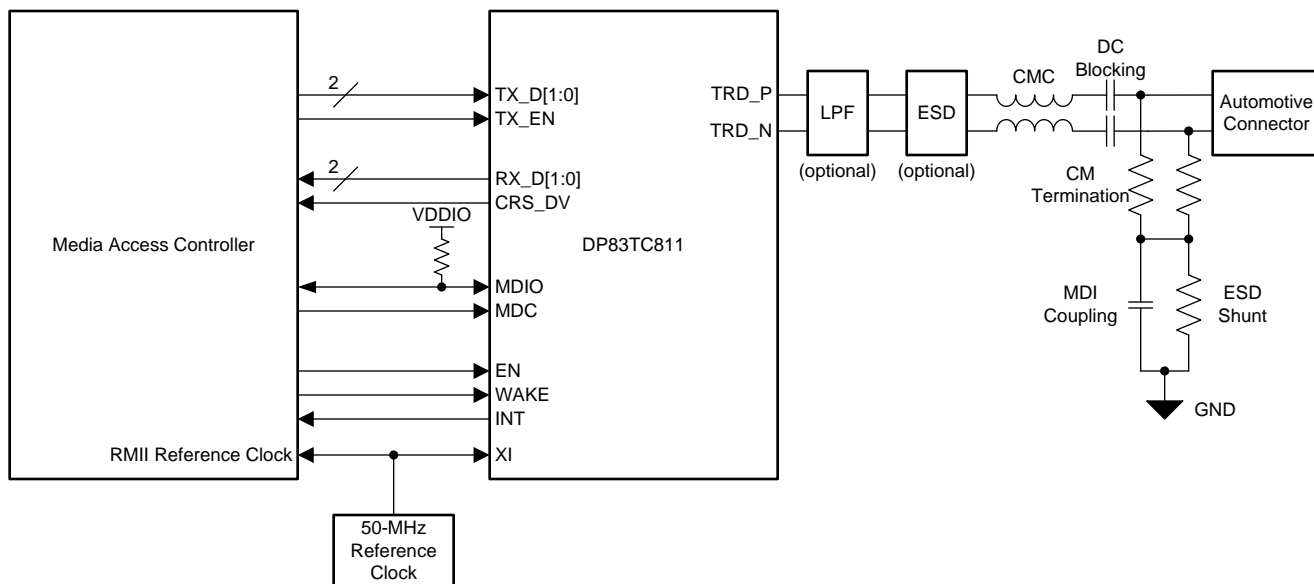 Media Access Controller
RMII Reference Clock
2
2
VDDIO
50-MHz
Reference
Clock
TX_D[1:0]
TX_EN
RX_D[1:0]
CRS_DV
MDIO
MDC
EN
WAKE
INT
XI
DP83TC811
TRD_P
TRD_N
LPF
(optional)
ESD
(optional)
CMC
DC
Blocking
Automotive
Connector
CM
Termination
MDI
Coupling
ESD
Shunt
GND